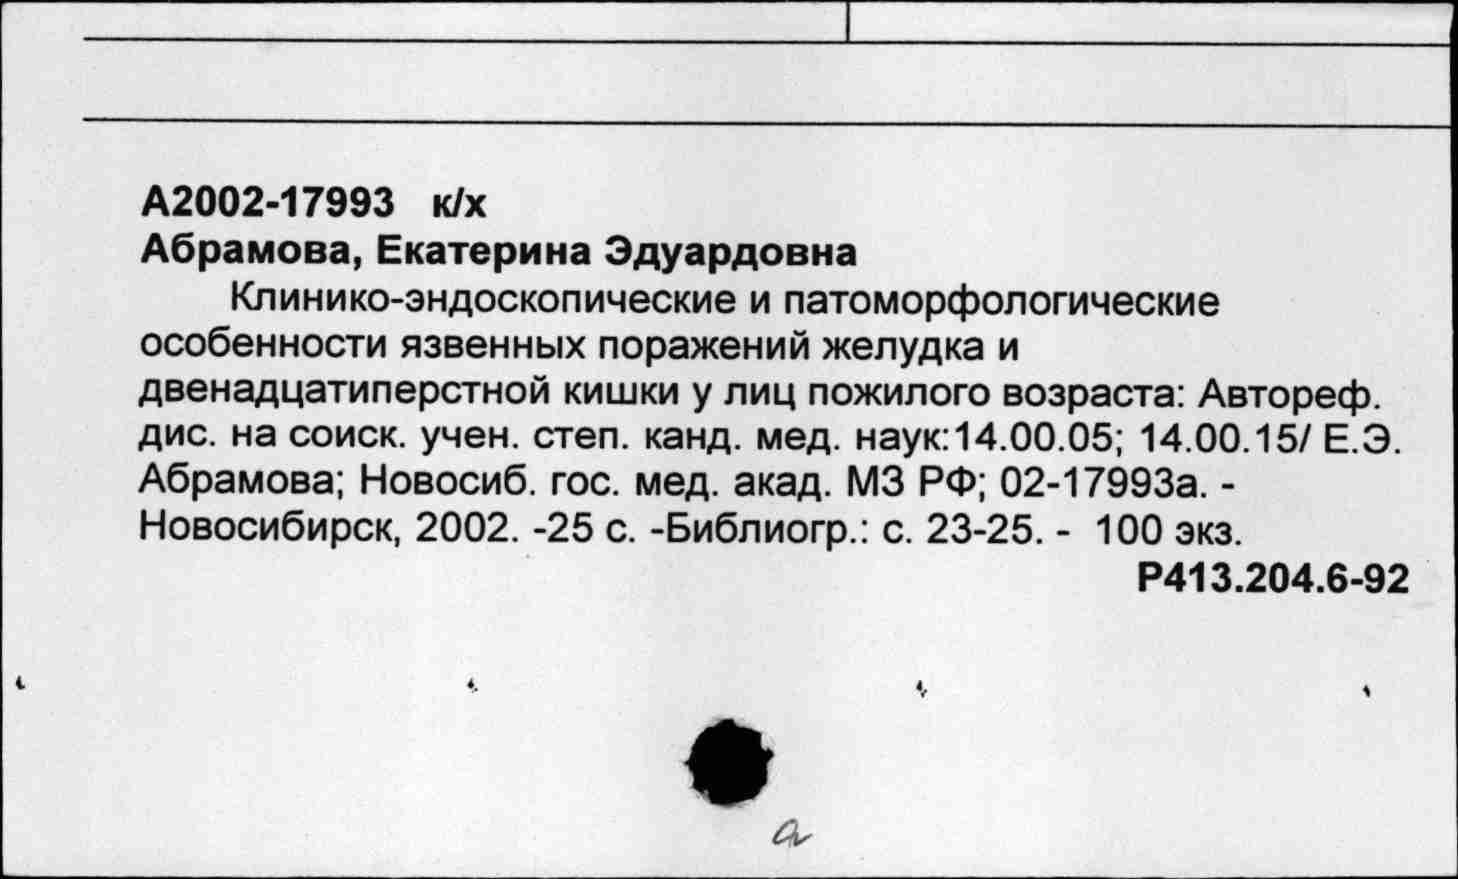 А2002-17993 к/х
Абрамова, Екатерина Эдуардовна
Клинико-эндоскопические и патоморфологические
особенности язвенных поражений желудка и
двенадцатиперстной кишки у лиц пожилого возраста: Автореф.
дис. на соиск. учен. степ. канд. мед. наук:14.00.05; 14.00.15/ Е.Э.
Абрамова; Новосиб. гос. мед. акад. МЗ РФ; 02-17993а. -
Новосибирск, 2002. -25 с. -Библиогр.: с. 23-25. - 100 экз.
Р413.204.6-92